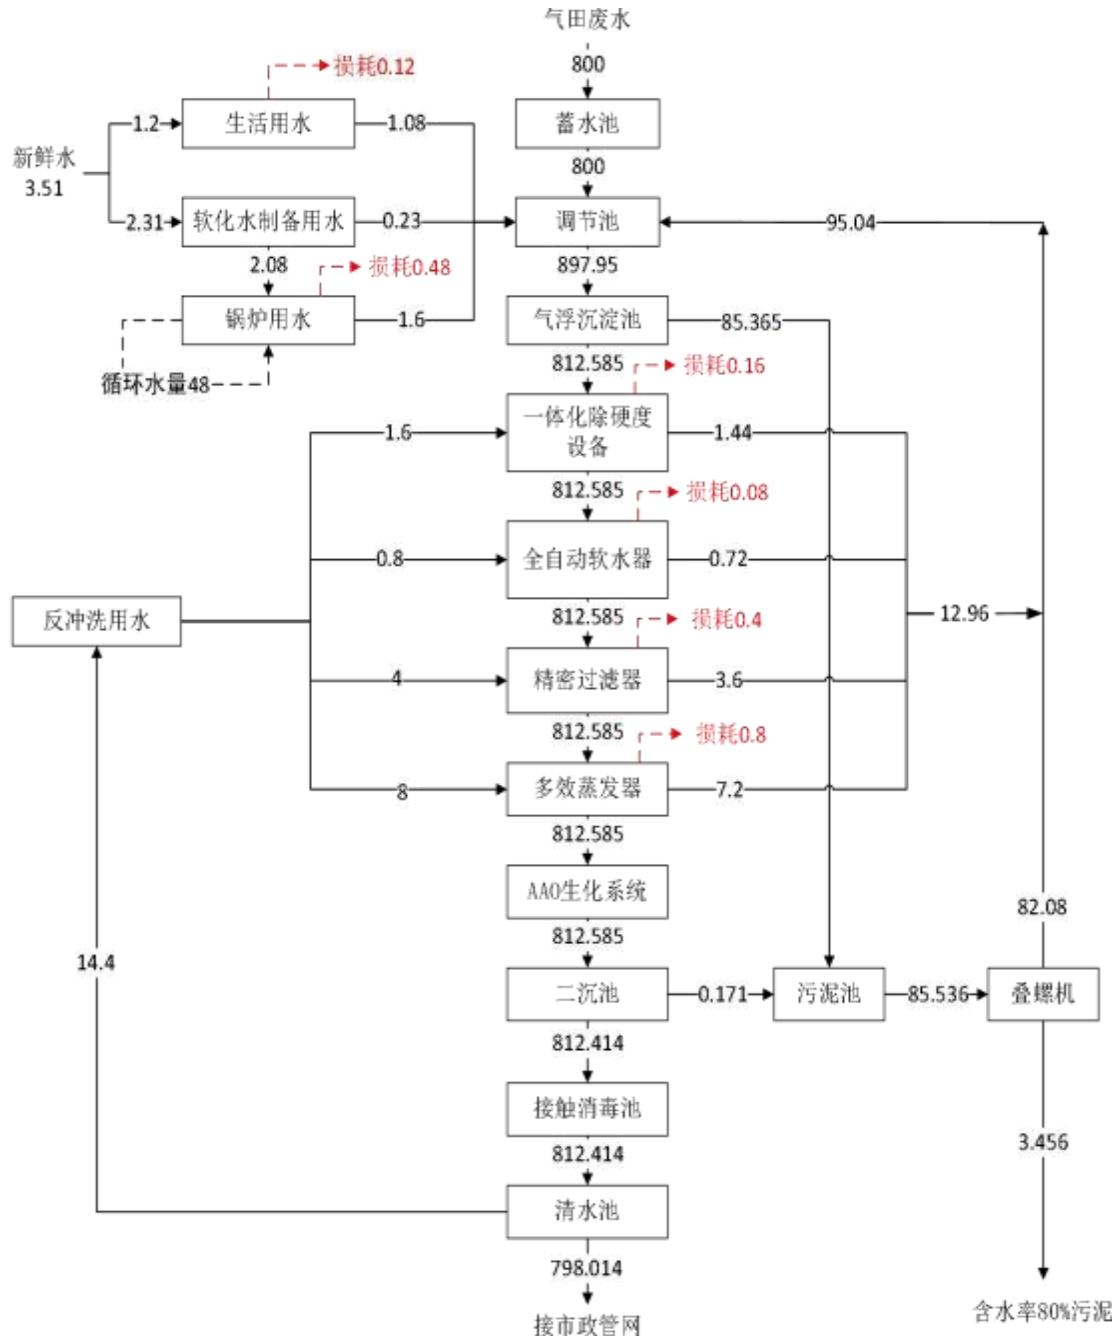 气田废水
800
损耗0.12
生活用水
1.2
1.08
蓄水池
新鲜水
3.51
800
2.31
软化水制备用水
0.23
调节池
95.04
2.08
损耗0.48
897.95
锅炉用水
1.6
气浮沉淀池
85.365
循环水量48
812.585
损耗0.16
1.6
一体化除硬度
设备
1.44
812.585
损耗0.08
0.8
全自动软水器
0.72
反冲洗用水
812.585
损耗0.4
12.96
4
精密过滤器
3.6
812.585
损耗0.8
8
多效蒸发器
7.2
812.585
AAO生化系统
82.08
812.585
14.4
二沉池
0.171
污泥池
85.536
叠螺机
812.414
接触消毒池
3.456
812.414
清水池
798.014
接市政管网
含水率80%污泥